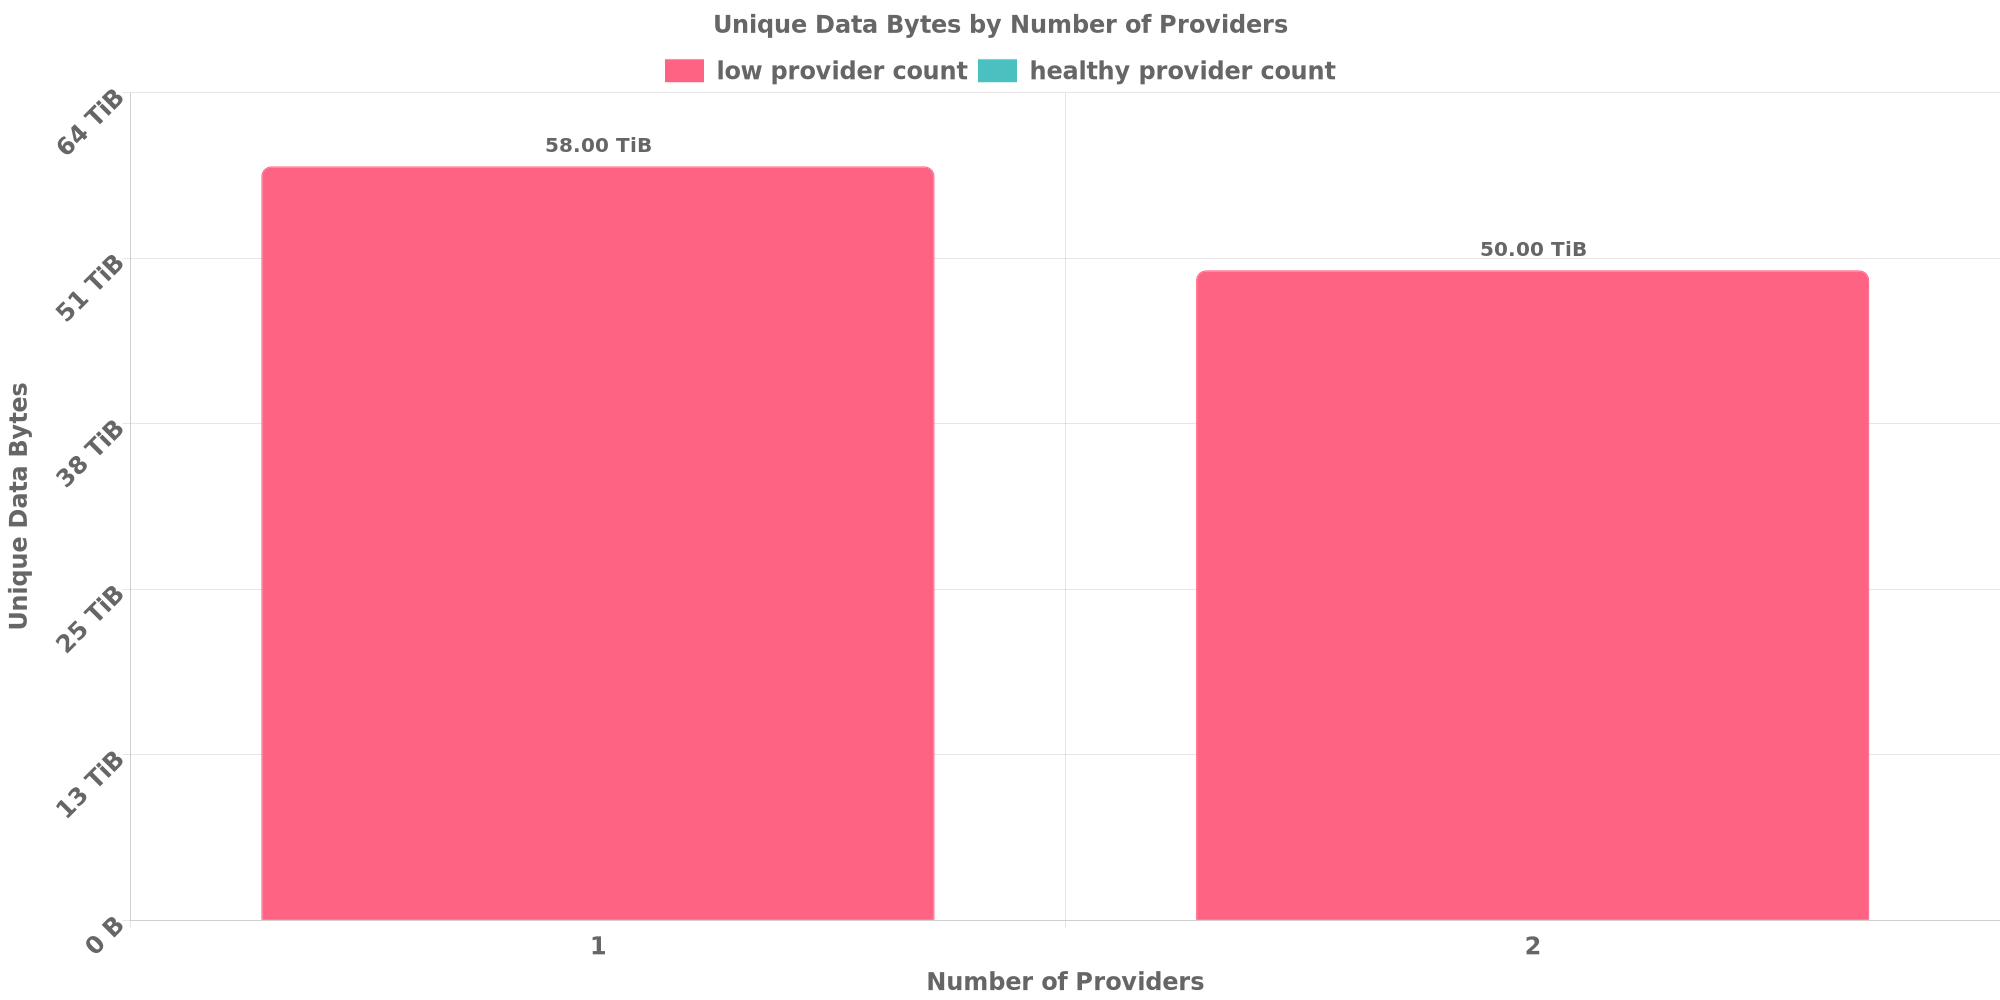 Unique Data Bytes by Number of Providers
low provider count
healthy provider count
64 TiB
51 TiB
38 TiB
25 TiB
13 TiB
0 B
Unique Data Bytes
58.00 TiB
50.00 TiB
1
2
Number of Providers